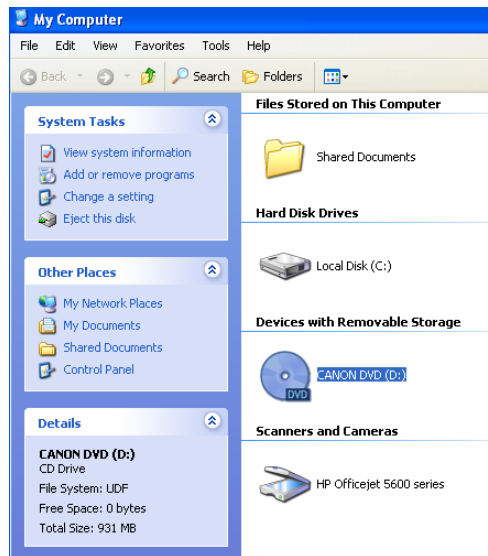 My Computer
File Edit View Favorites Tools Help
Back Search Folders
System Tasks
View system information
Add or remove programs
Change a setting
Eject this disk
Other Places
My Network Places
My Documents
Shared Documents
Control Panel
Details
CANON DVD (D:)
CD Drive
File System: UDF
Free Space: 0 bytes
Total Size: 931 MB
Files Stored on This Computer
Shared Documents
Hard Disk Drives
Local Disk (C:)
Devices with Removable Storage
DVD
CANON DVD (D:)
Scanners and Cameras
HP Officejet 5600 series